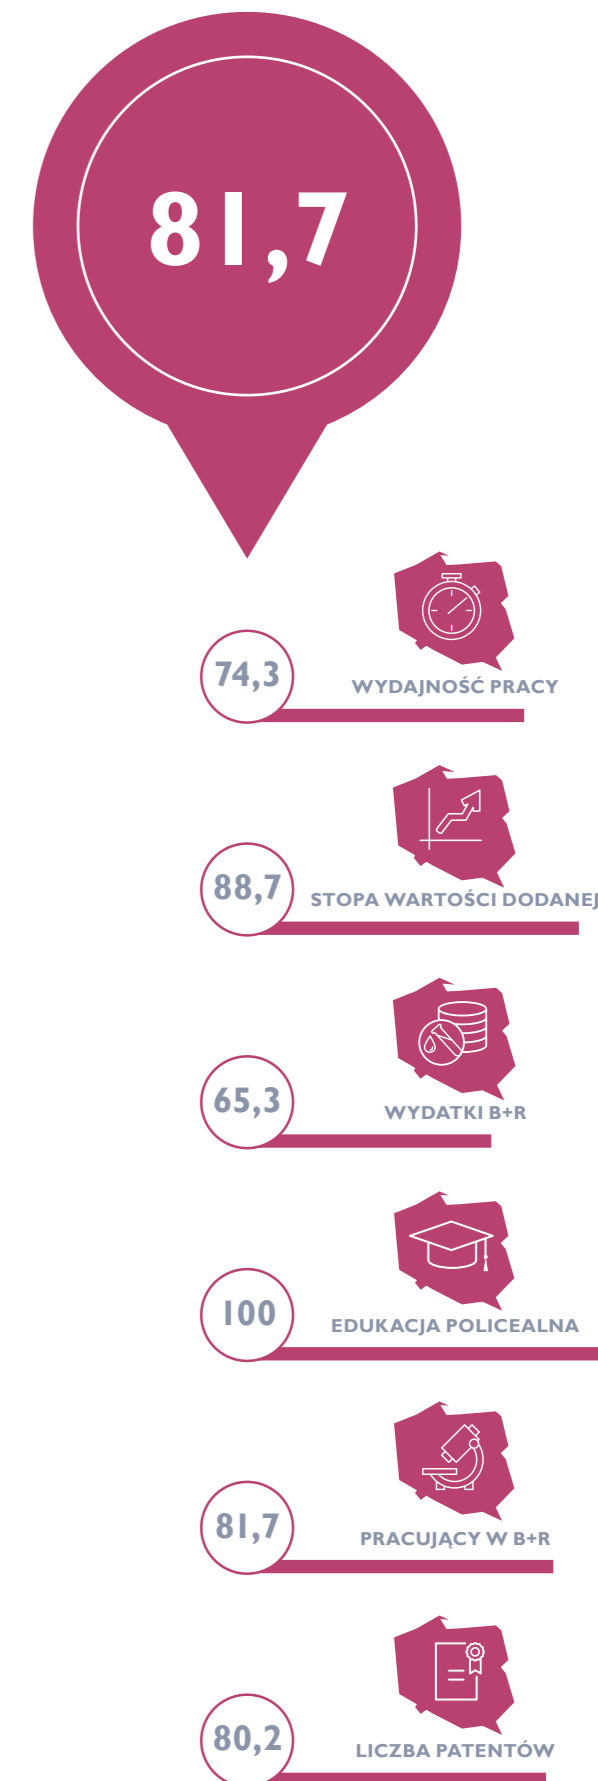 81,7
74,3
WYDAJNOŚĆ PRACY
88,7
STOPA WARTOŚCI DODANEJ
65,3
WYDATKI B+R
100
EDUKACJA POLICEALNA
81,7
PRACUJĄCY W B+R
80,2
LICZBA PATENTÓW